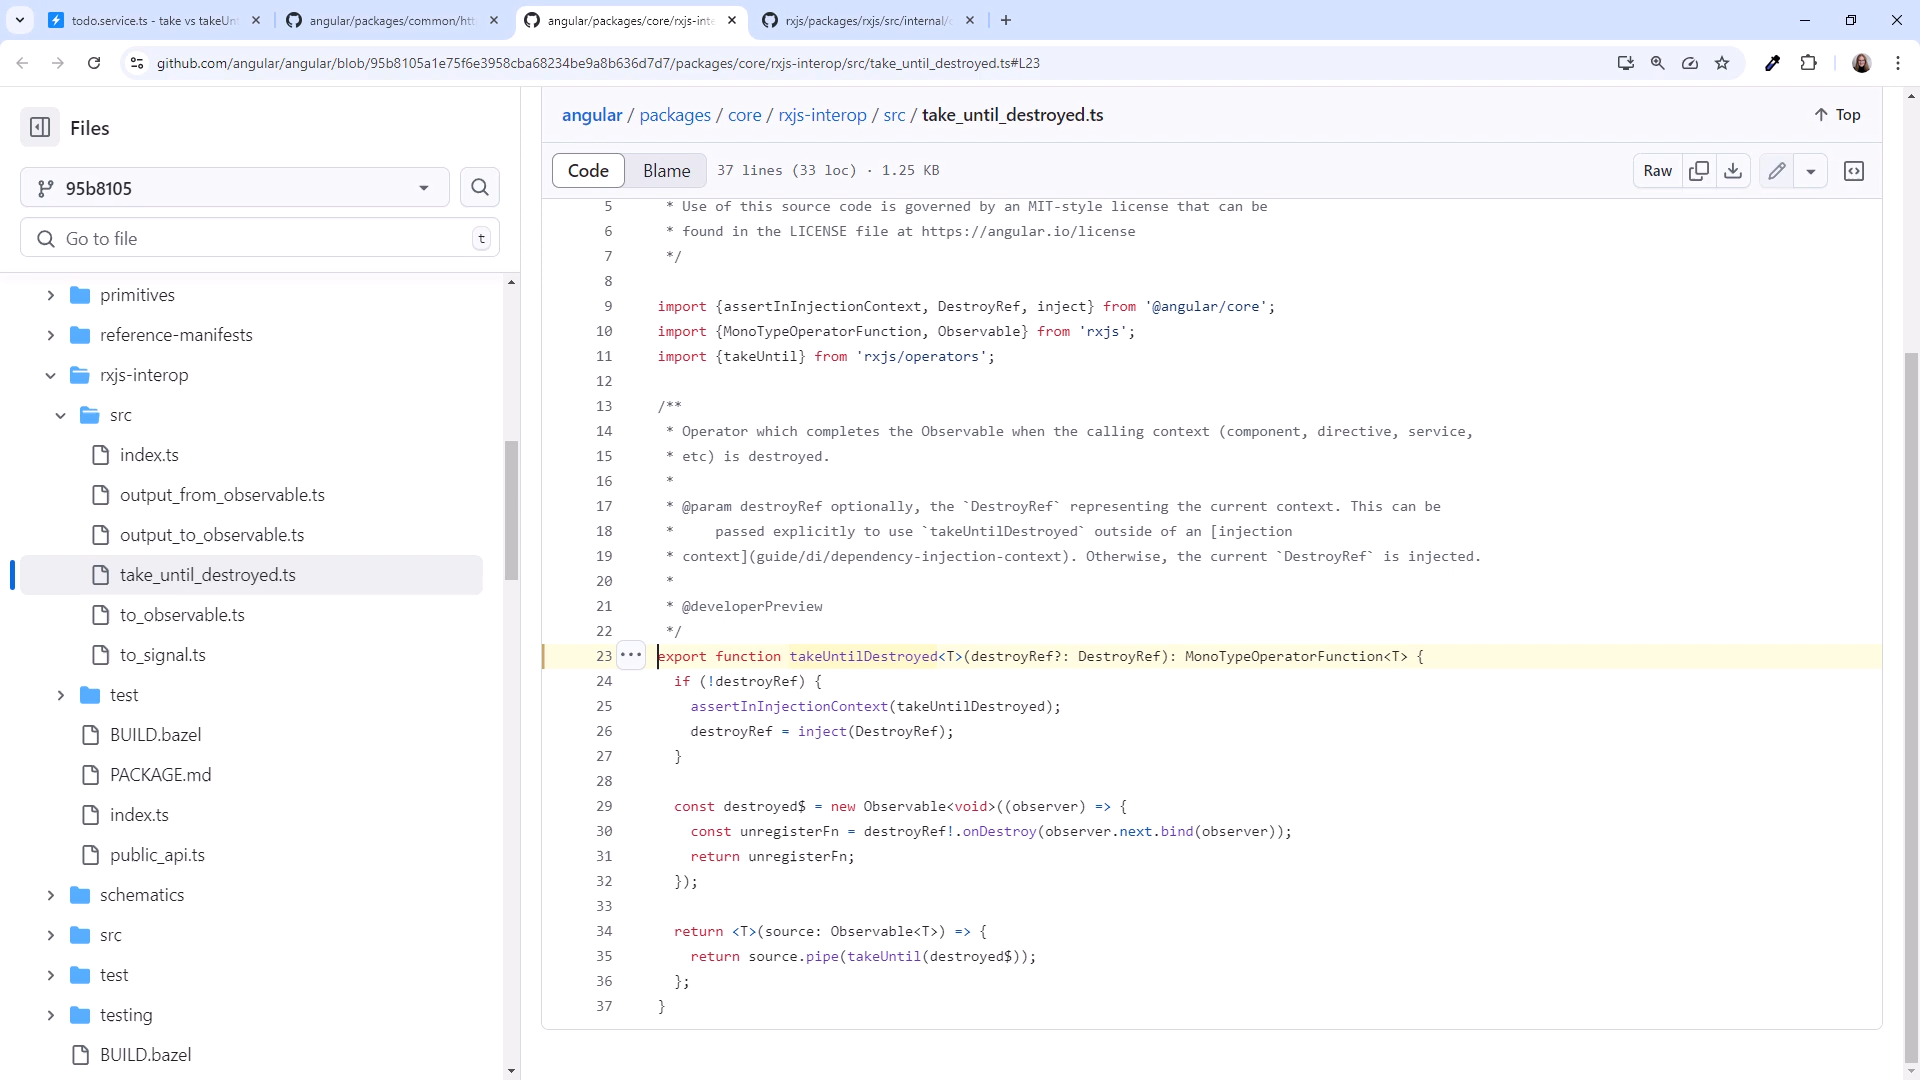 todo.service.ts - take vs takeUn
angular/packages/common/htt
angular/packages/core/rxjs-inte
rxjs/packages/rxjs/src/internal/
github.com/angular/angular/blob/95b8105a1e75f6e3958cba68234be9a8b636d7d7/packages/core/rxjs-interop/src/take_until_destroyed.ts#L23
Files
95b8105
Go to file
t
primitives
reference-manifests
rxjs-interop
src
index.ts
output_from_observable.ts
output_to_observable.ts
take_until_destroyed.ts
to_observable.ts
to_signal.ts
test
BUILD.bazel
PACKAGE.md
index.ts
public_api.ts
schematics
src
test
testing
BUILD.bazel
angular / packages / core / rxjs-interop / src / take_until_destroyed.ts
Top
Code Blame 37 lines (33 loc) · 1.25 KB
Raw
5 * Use of this source code is governed by an MIT-style license that can be
6 * found in the LICENSE file at https://angular.io/license
7 */
8
9 import {assertInInjectionContext, DestroyRef, inject} from '@angular/core';
10 import {MonoTypeOperatorFunction, Observable} from 'rxjs';
11 import {takeUntil} from 'rxjs/operators';
12
13 /**
14 * Operator which completes the Observable when the calling context (component, directive, service,
15 * etc) is destroyed.
16 *
17 * @param destroyRef optionally, the `DestroyRef` representing the current context. This can be
18 *     passed explicitly to use `takeUntilDestroyed` outside of an [injection
19 * context](guide/di/dependency-injection-context). Otherwise, the current `DestroyRef` is injected.
20 *
21 * @developerPreview
22 */
23 export function takeUntilDestroyed<T>(destroyRef?: DestroyRef): MonoTypeOperatorFunction<T> {
24   if (!destroyRef) {
25     assertInInjectionContext(takeUntilDestroyed);
26     destroyRef = inject(DestroyRef);
27   }
28
29   const destroyed$ = new Observable<void>((observer) => {
30     const unregisterFn = destroyRef!.onDestroy(observer.next.bind(observer));
31     return unregisterFn;
32   });
33
34   return <T>(source: Observable<T>) => {
35     return source.pipe(takeUntil(destroyed$));
36   };
37 }